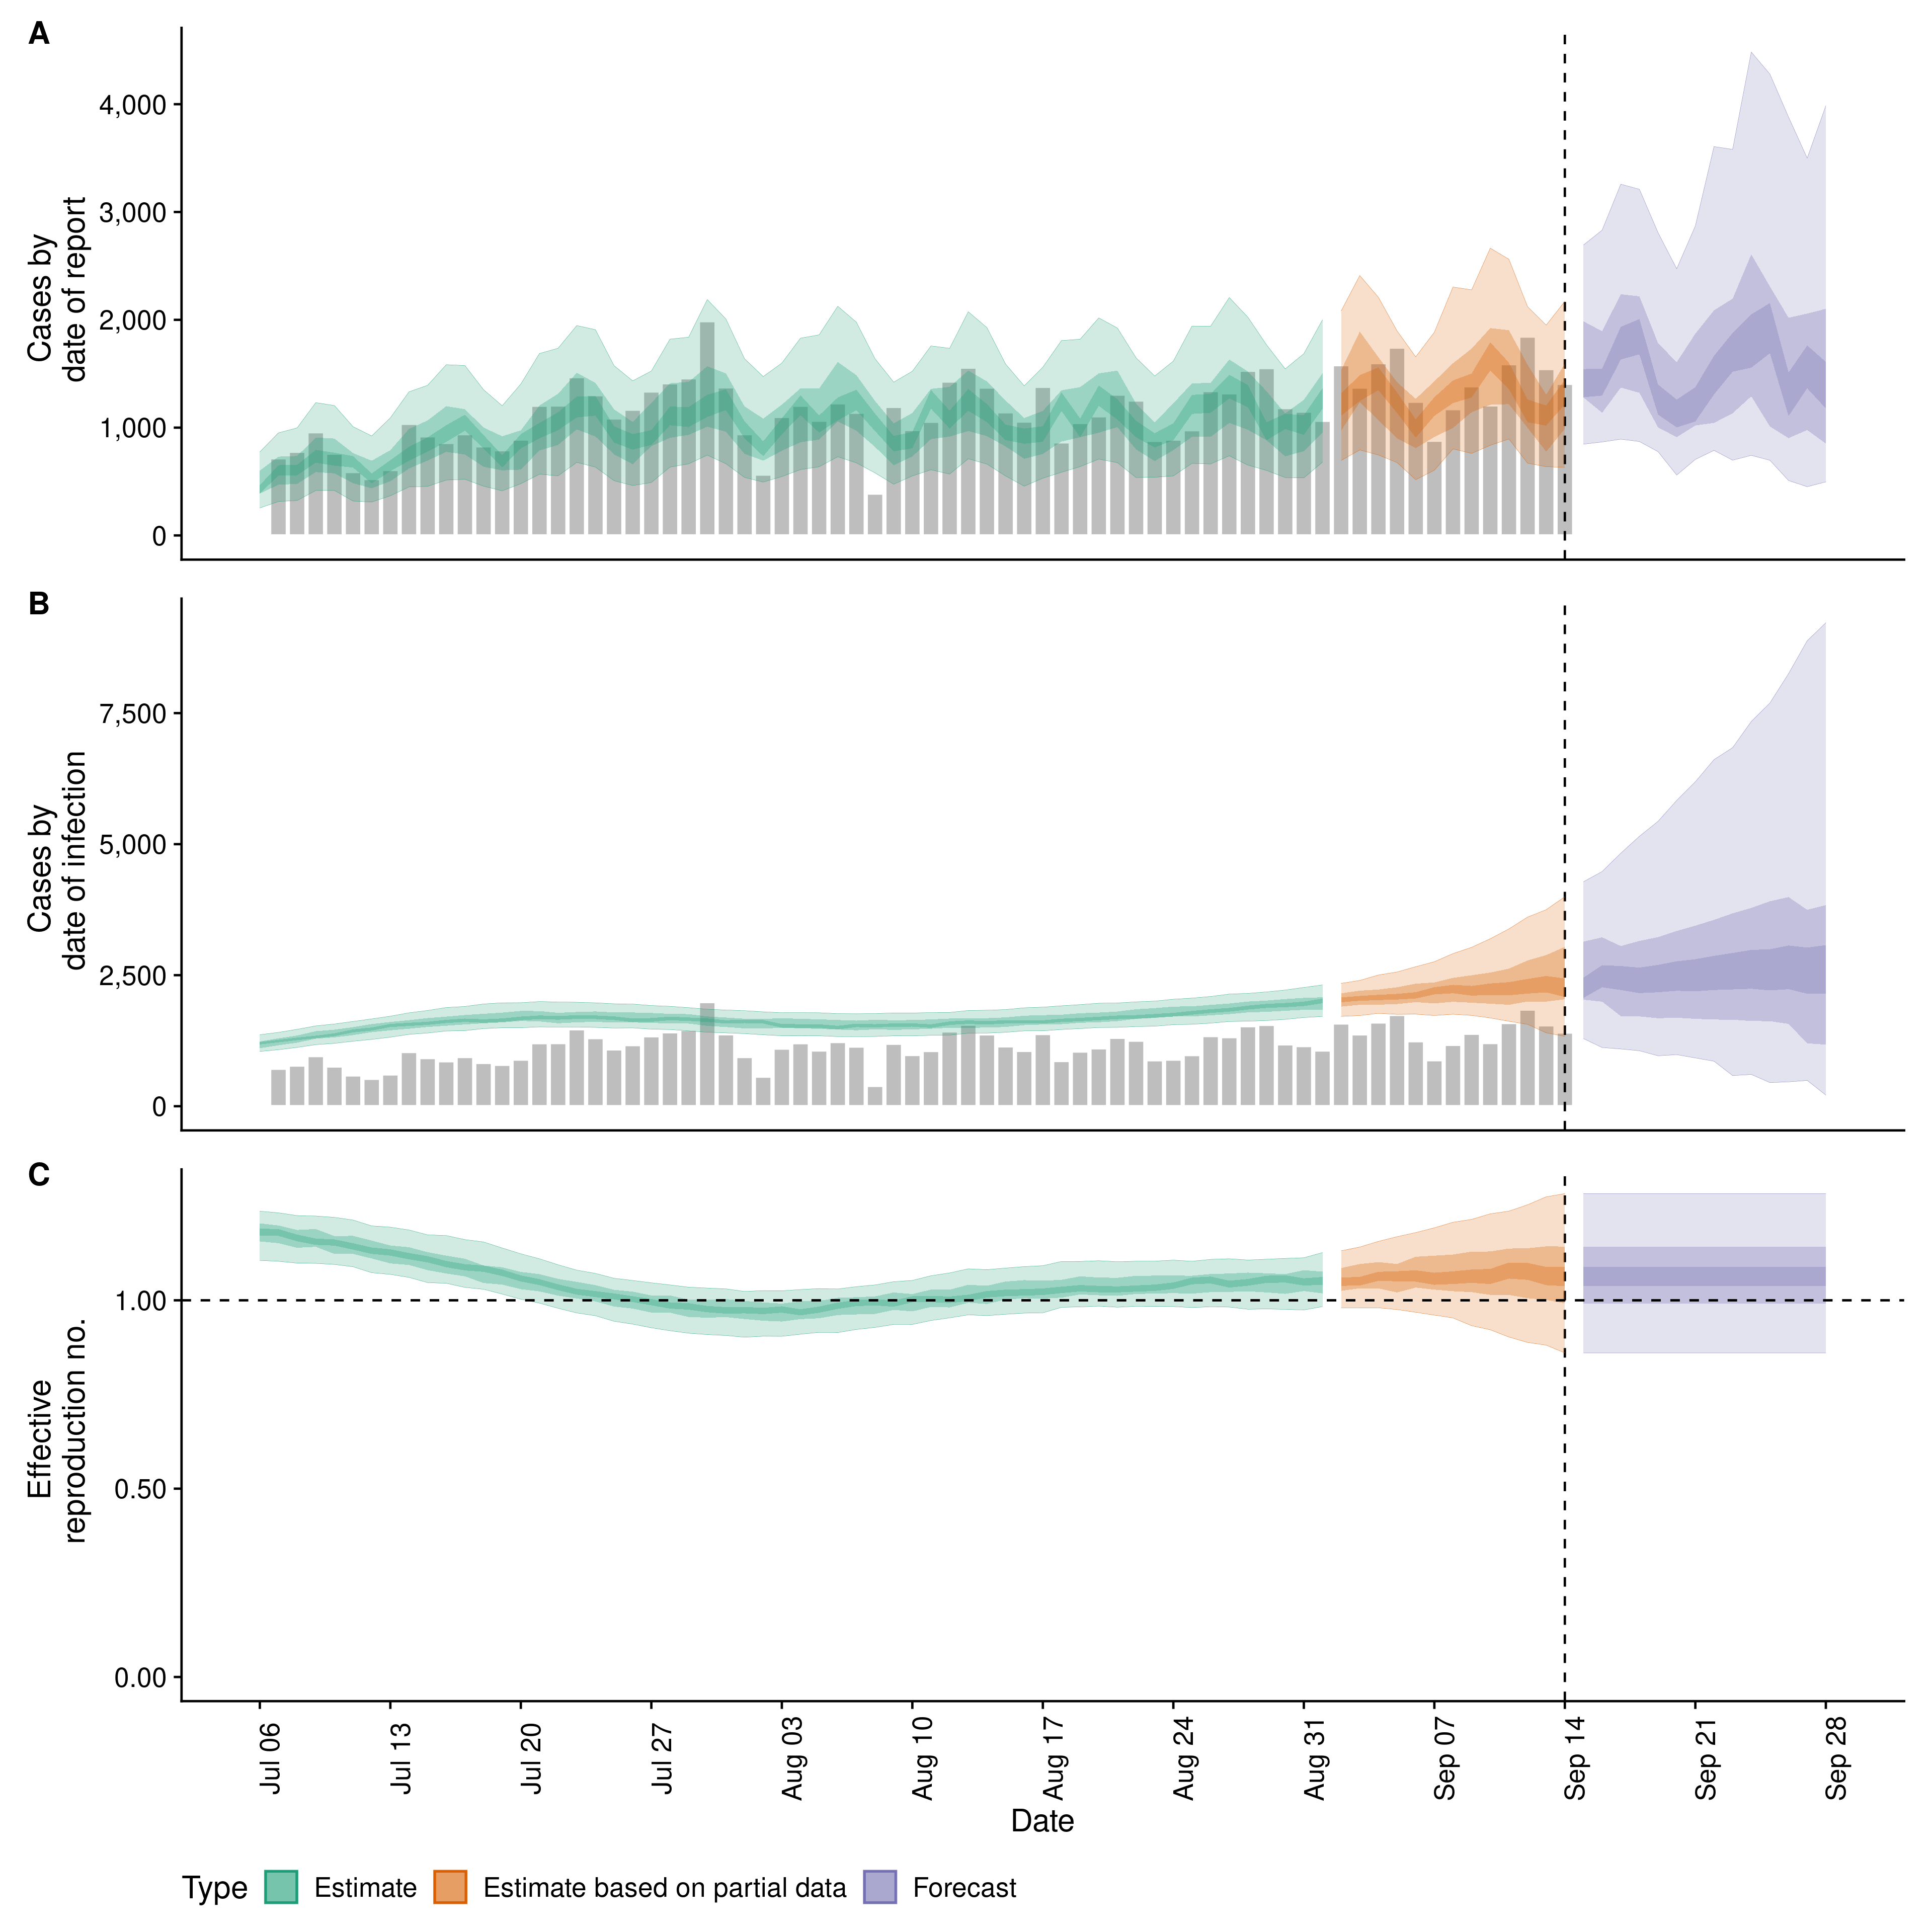 A
Cases by
date of report
4,000
3,000
2,000
1,000
0
B
Cases by
date of infection
7,500
5,000
2,500
0
C
Effective
reproduction no.
1.00
0.50
0.00
Jul 06
Jul 13
Jul 20
Jul 27
Aug 03
Aug 10
Aug 17
Aug 24
Aug 31
Sep 07
Sep 14
Sep 21
Sep 28
Date
Type Estimate Estimate based on partial data Forecast